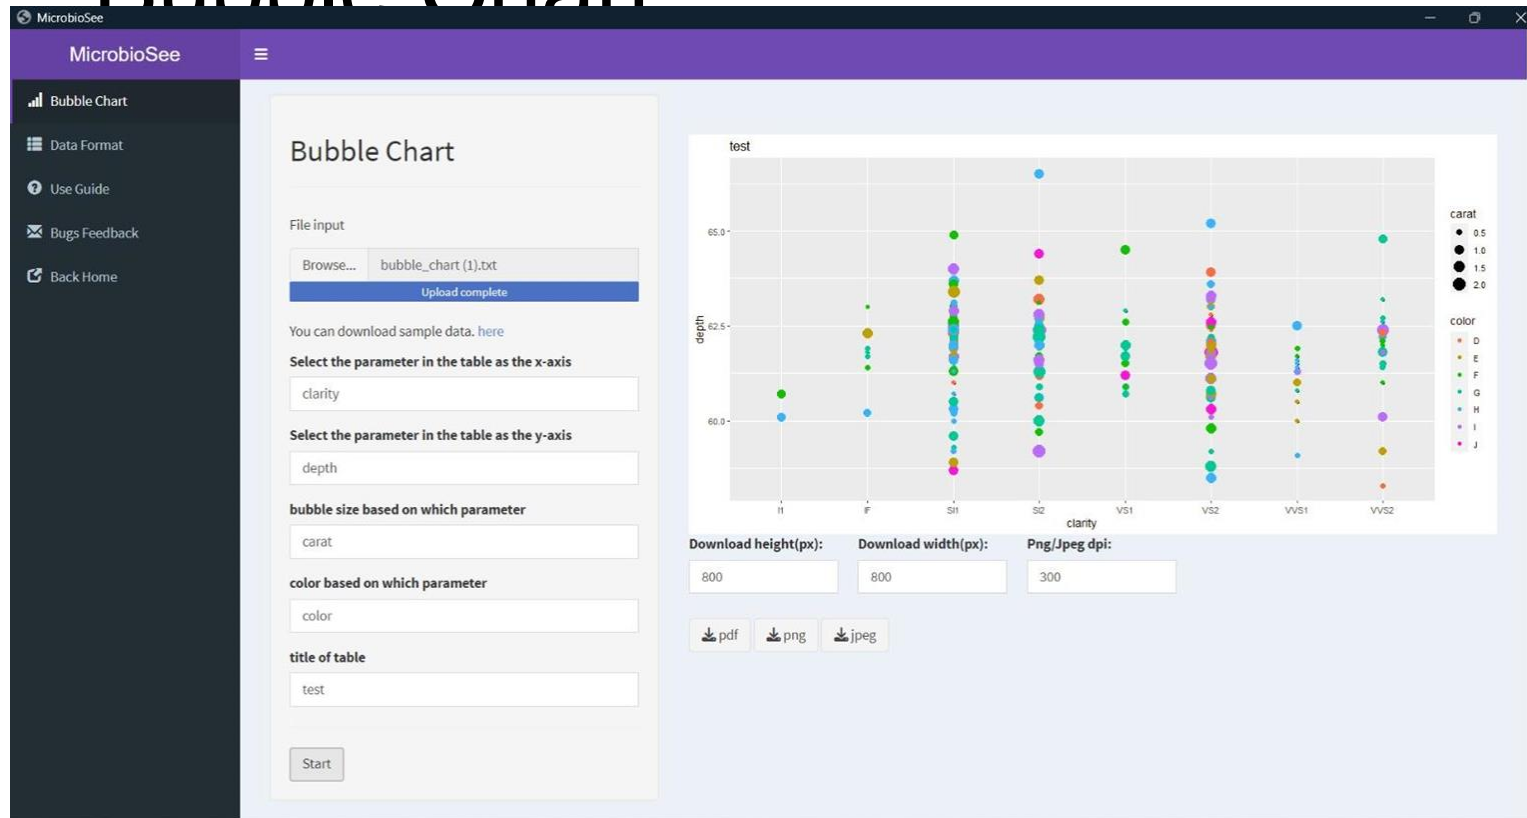 Bubble Chart
MicrobioSee
MicrobioSee
Bubble Chart
Data Format
Use Guide
Bugs Feedback
Back Home
Bubble Chart
File input
Browse... bubble_chart (1).txt
Upload complete
You can download sample data. here
Select the parameter in the table as the x-axis
clarity
Select the parameter in the table as the y-axis
depth
bubble size based on which parameter
carat
color based on which parameter
color
title of table
test
Start
test
65.0
62.5
60.0
depth
I1 IF SI1 SI2 VS1 VS2 VVS1 VVS2
clarity
carat
0.5
1.0
1.5
2.0
color
D
E
F
G
H
I
J
Download height(px): Download width(px): Png/Jpeg dpi:
800 800 300
pdf png jpeg